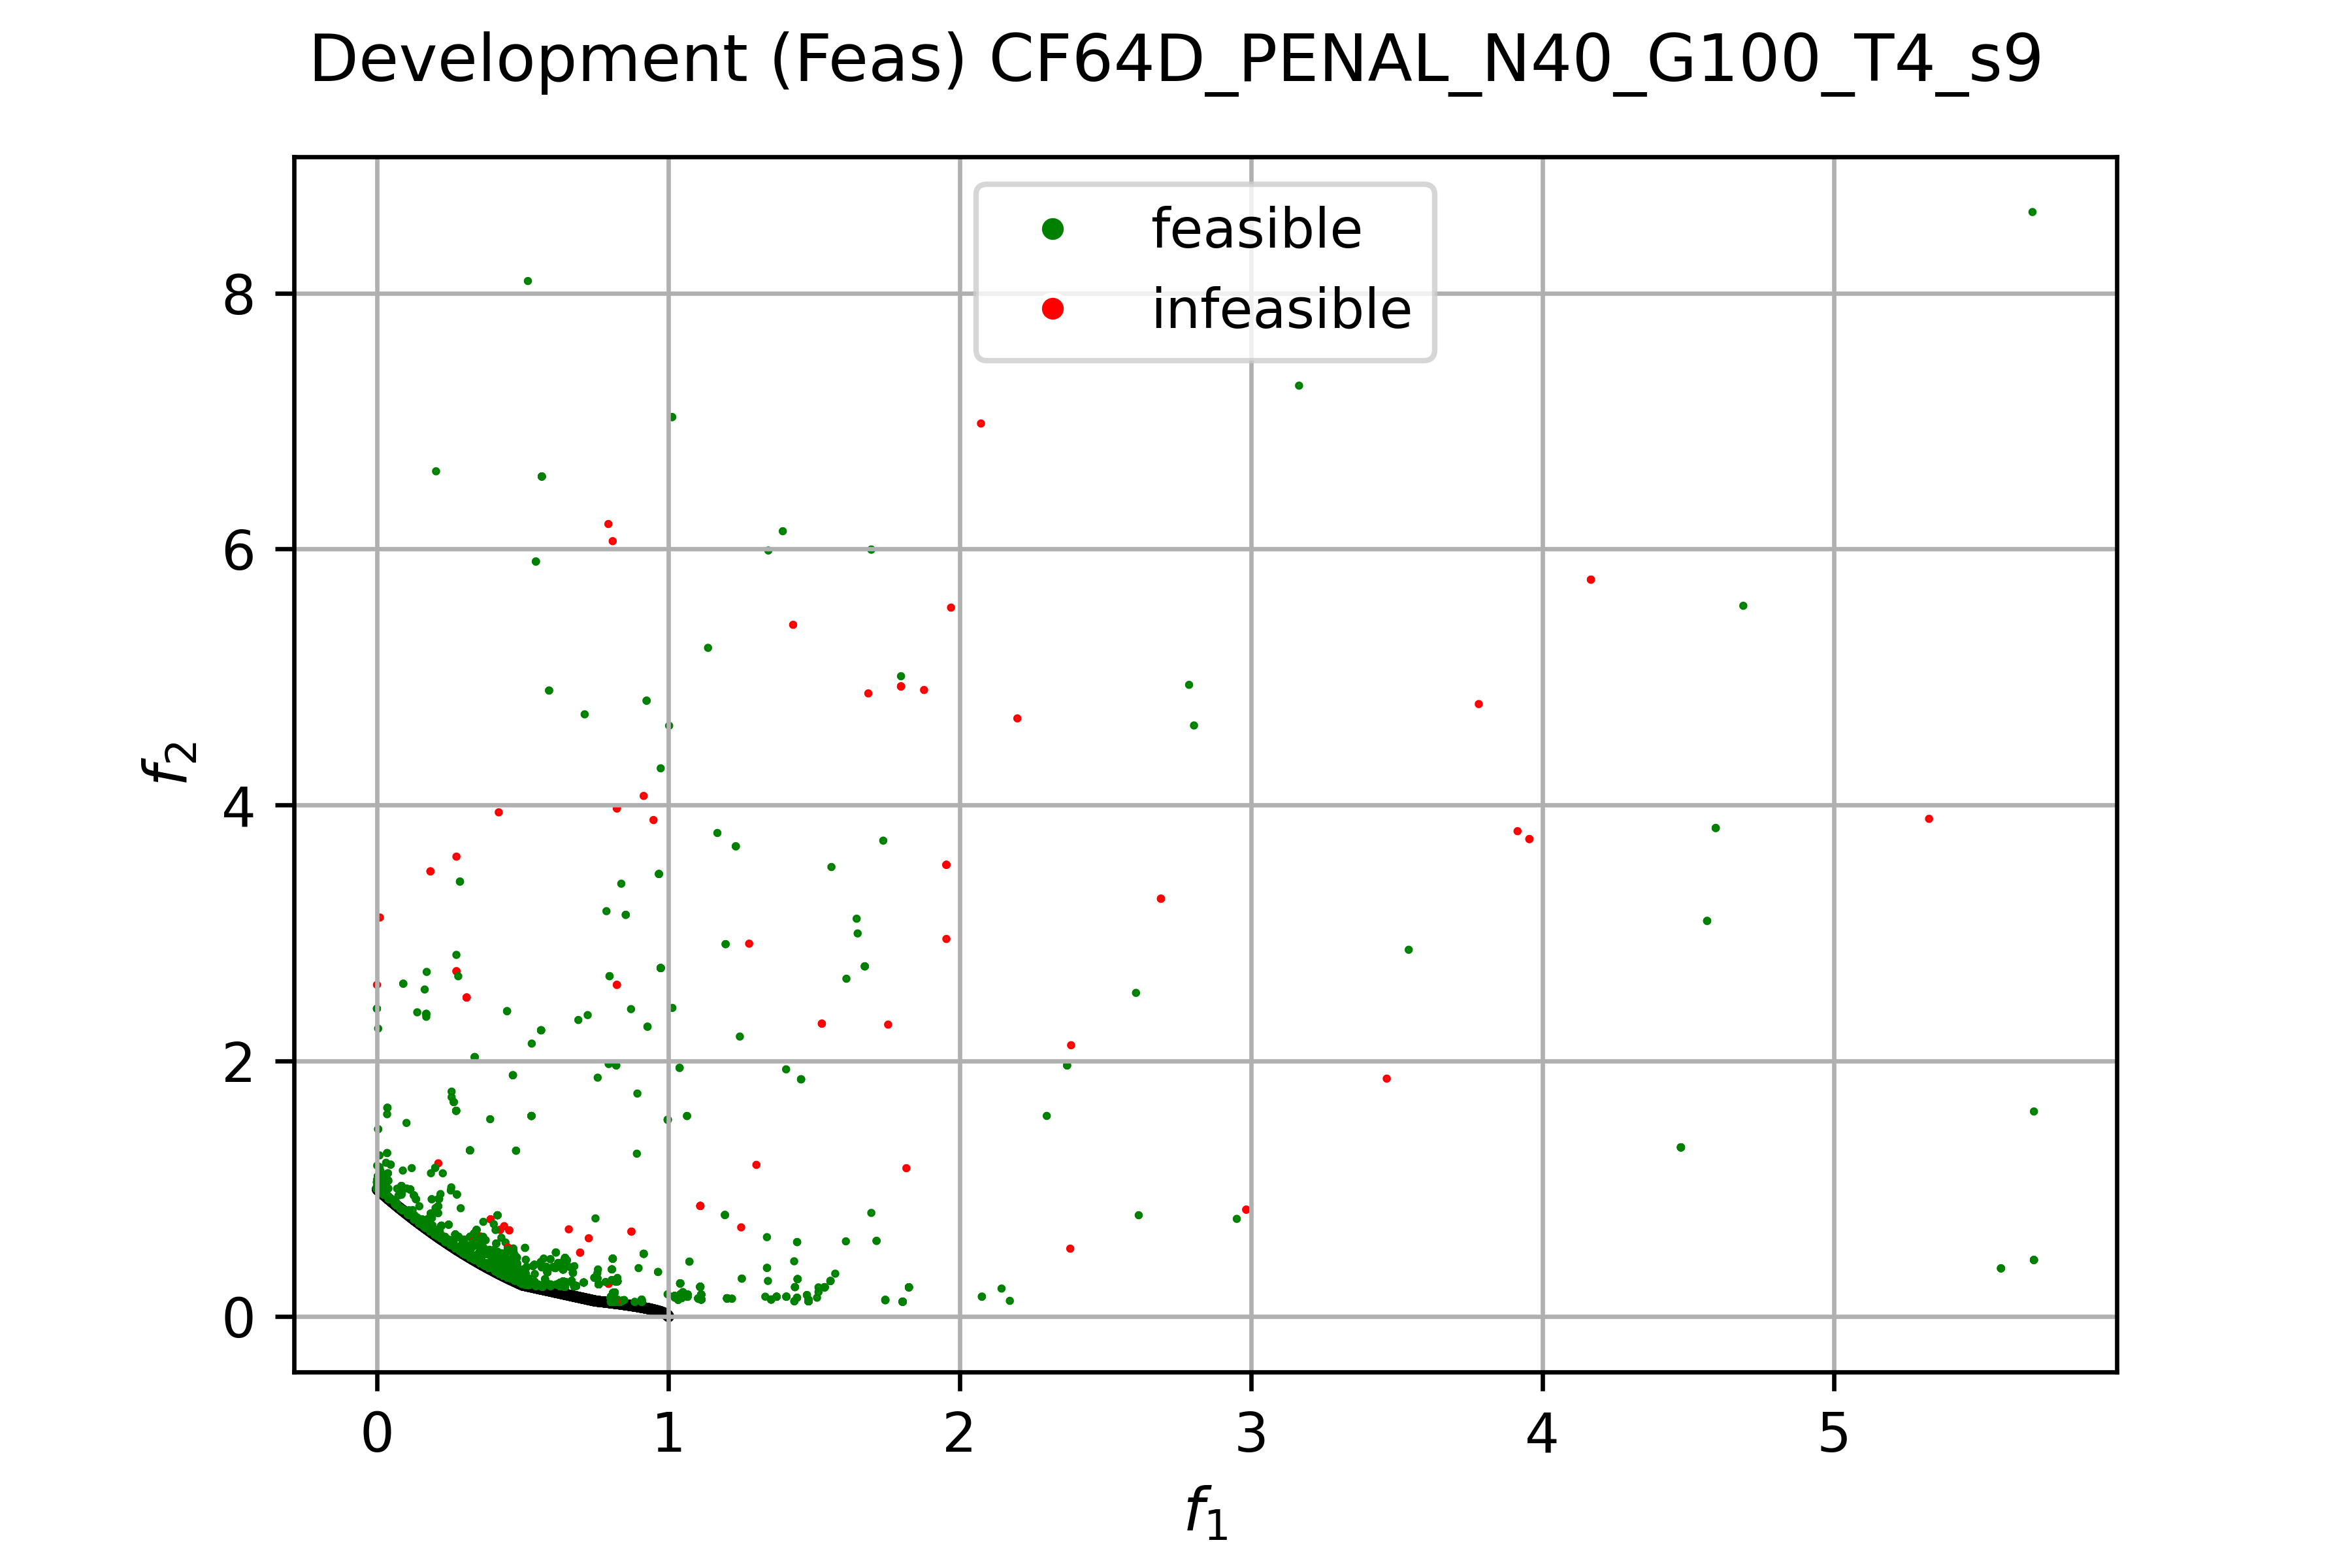 Development (Feas) CF64D_PENAL_N40_G100_T4_s9
feasible
infeasible
8
6
4
2
0
f2
0 1 2 3 4 5
f1